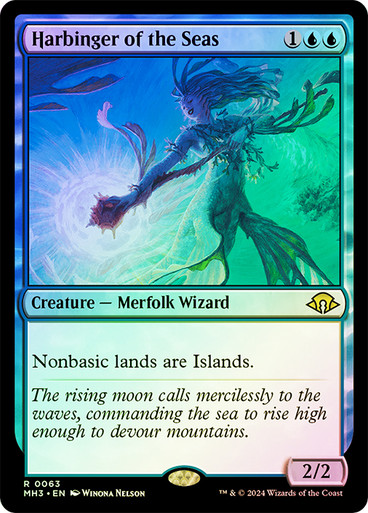 Harbinger of the Seas 1
Creature — Merfolk Wizard
Nonbasic lands are Islands.
The rising moon calls mercilessly to the
waves, commanding the sea to rise high
enough to devour mountains.
2/2
R 0063
MH3 • EN Winona Nelson
™ & © 2024 Wizards of the Coast